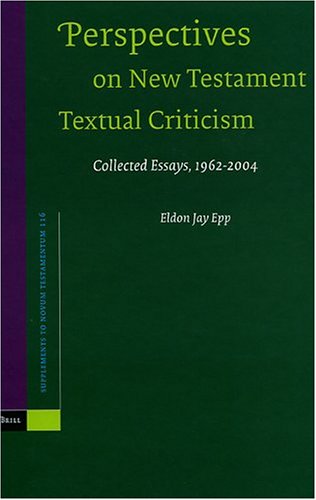 Perspectives
on New Testament
Textual Criticism
Collected Essays, 1962-2004
Eldon Jay Epp
SUPPLEMENTS TO NOVUM TESTAMENTUM 116
BRILL